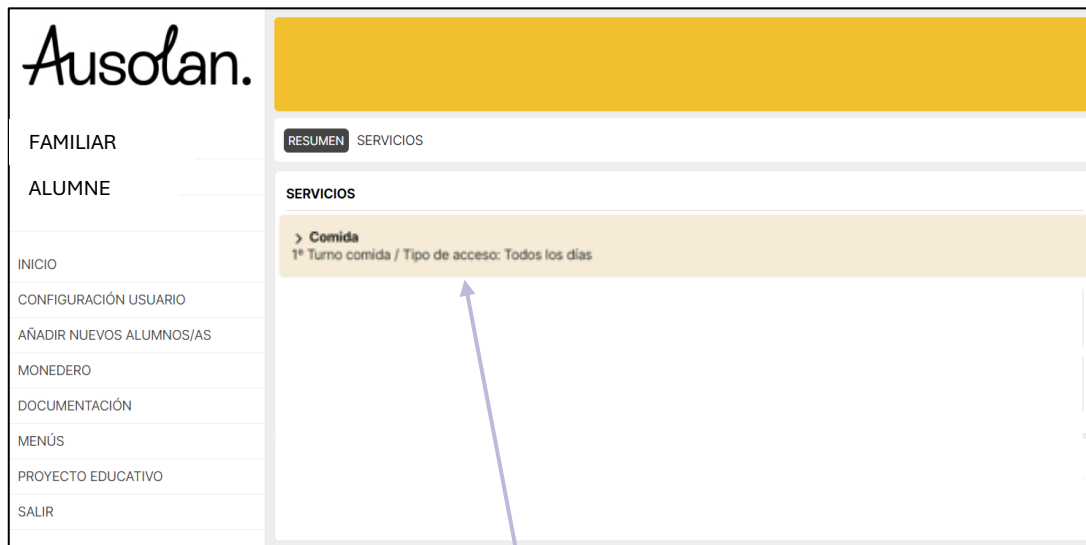 Ausolan.
FAMILIAR
ALUMNE
INICIO
CONFIGURACIÓN USUARIO
AÑADIR NUEVOS ALUMNOS/AS
MONEDERO
DOCUMENTACIÓN
MENÚS
PROYECTO EDUCATIVO
SALIR
RESUMEN SERVICIOS
SERVICIOS
> Comida
1º Turno comida / Tipo de acceso: Todos los días